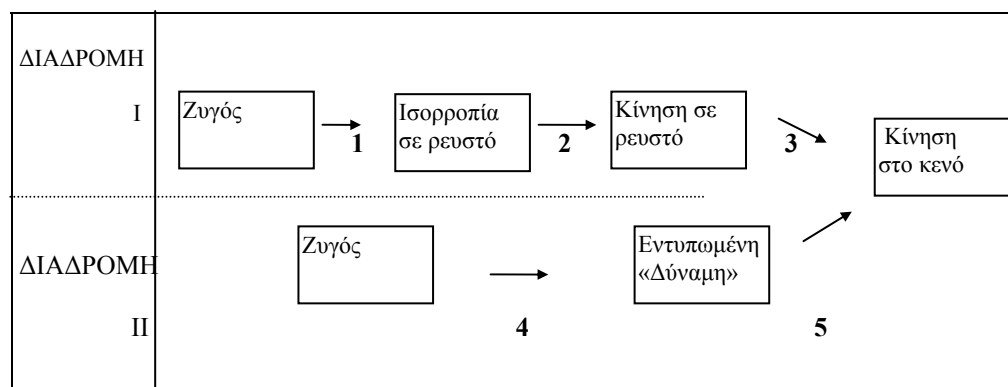 ΔΙΑΔΡΟΜΗ
Ι
Ζυγός
1
Ισορροπία
σε ρευστό
2
Κίνηση σε
ρευστό
3
Κίνηση
στο κενό
ΔΙΑΔΡΟΜΗ
ΙΙ
Ζυγός
4
Εντυπωμένη
«Δύναμη»
5